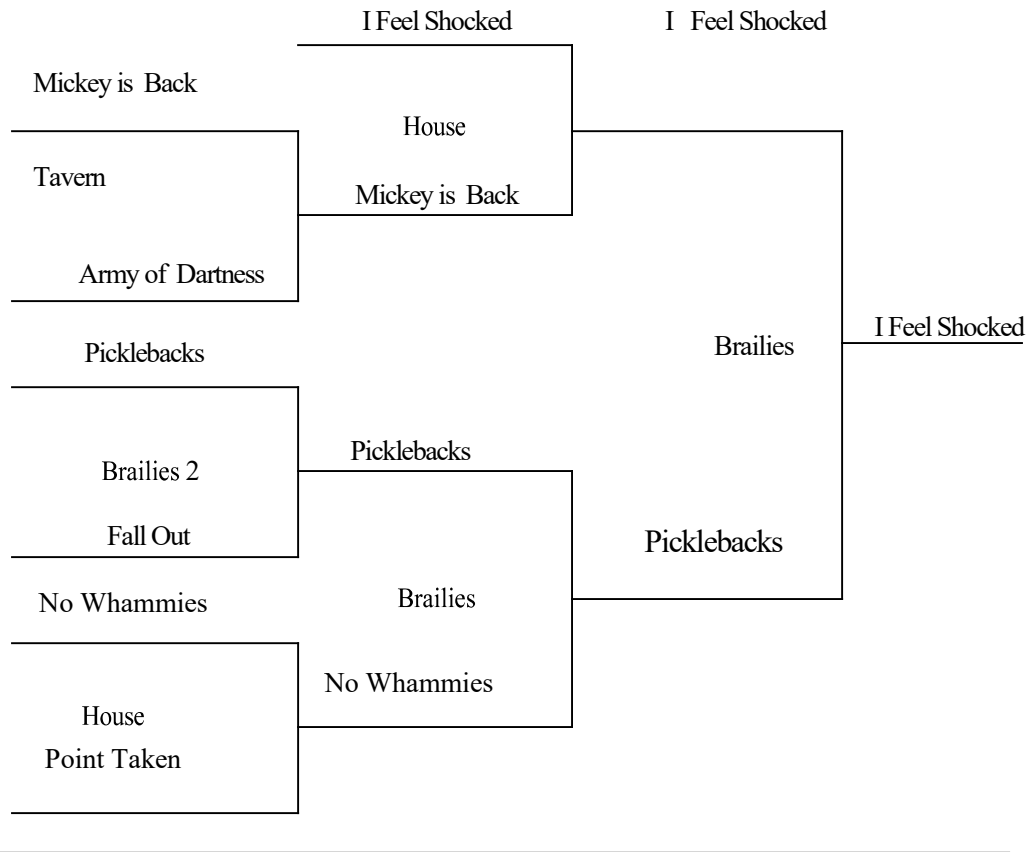 I Feel Shocked
I Feel Shocked
Mickey is Back
House
Tavern
Mickey is Back
Army of Dartness
I Feel Shocked
Brailies
Picklebacks
Picklebacks
Brailies 2
Fall Out
Picklebacks
No Whammies
Brailies
No Whammies
House
Point Taken